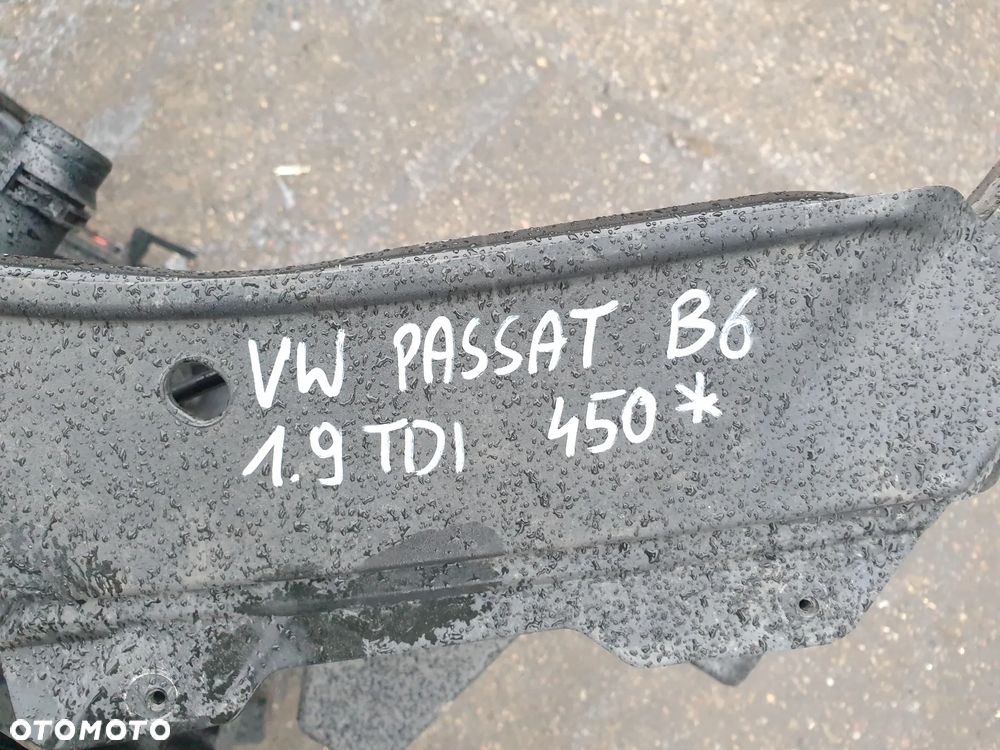 VW PASSAT B6
1.9 TDI 450*
OTOMOTO